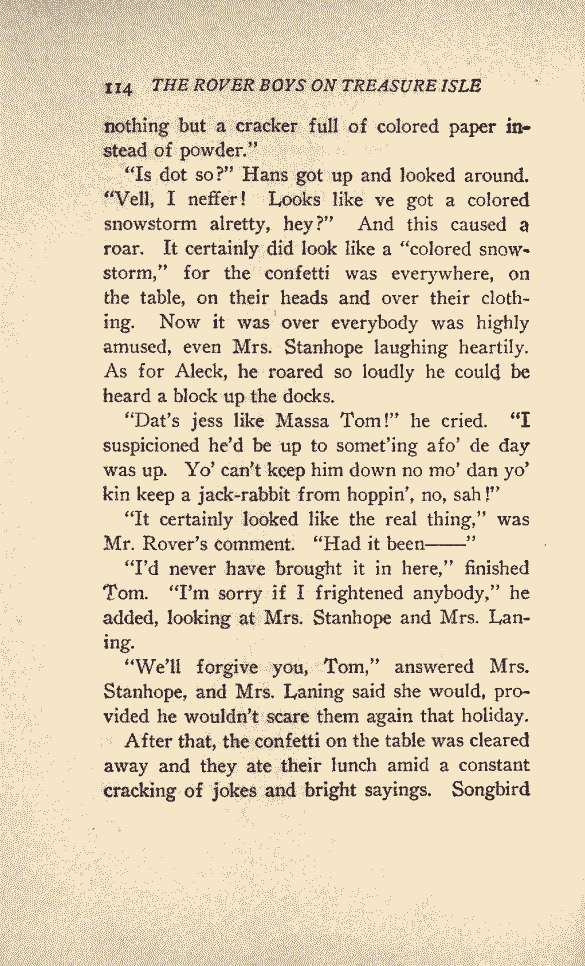 114 THE ROVER BOYS ON TREASURE ISLE
nothing but a cracker full of colored paper in-
stead of powder.”
“Is dot so?” Hans got up and looked around.
“Vell, I neffer! Looks like ve got a colored
snowstorm alretty, hey?” And this caused a
roar. It certainly did look like a “colored snow-
storm,” for the confetti was everywhere, on
the table, on their heads and over their cloth-
ing. Now it was over everybody was highly
amused, even Mrs. Stanhope laughing heartily.
As for Aleck, he roared so loudly he could be
heard a block up the docks.
“Dat’s jess like Massa Tom!” he cried. “I
suspicioned he’d be up to somet’ing afo’ de day
was up. Yo’ can’t keep him down no mo’ dan yo’
kin keep a jack-rabbit from hoppin’, no, sah!”
“It certainly looked like the real thing,” was
Mr. Rover’s comment. “Had it been——”
“I’d never have brought it in here,” finished
Tom. “I’m sorry if I frightened anybody,” he
added, looking at Mrs. Stanhope and Mrs. Lan-
ing.
“We’ll forgive you, Tom,” answered Mrs.
Stanhope, and Mrs. Laning said she would, pro-
vided he wouldn’t scare them again that holiday.
After that, the confetti on the table was cleared
away and they ate their lunch amid a constant
cracking of jokes and bright sayings. Songbird